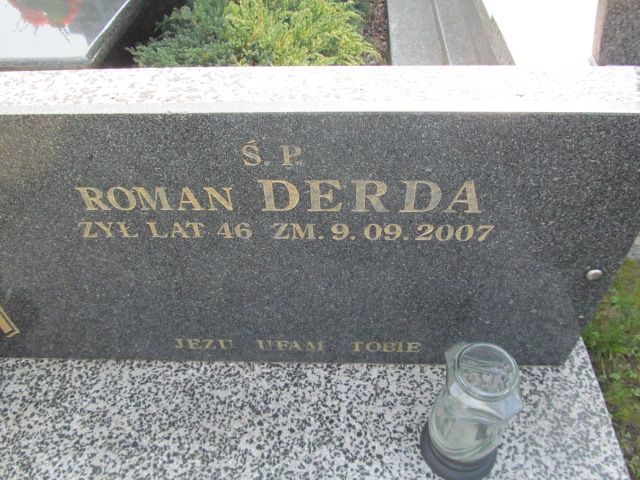 Ś. P.
ROMAN DERDA
ŻYŁ LAT 46 ZM. 9. 09. 2007
JEZU UFAM TOBIE